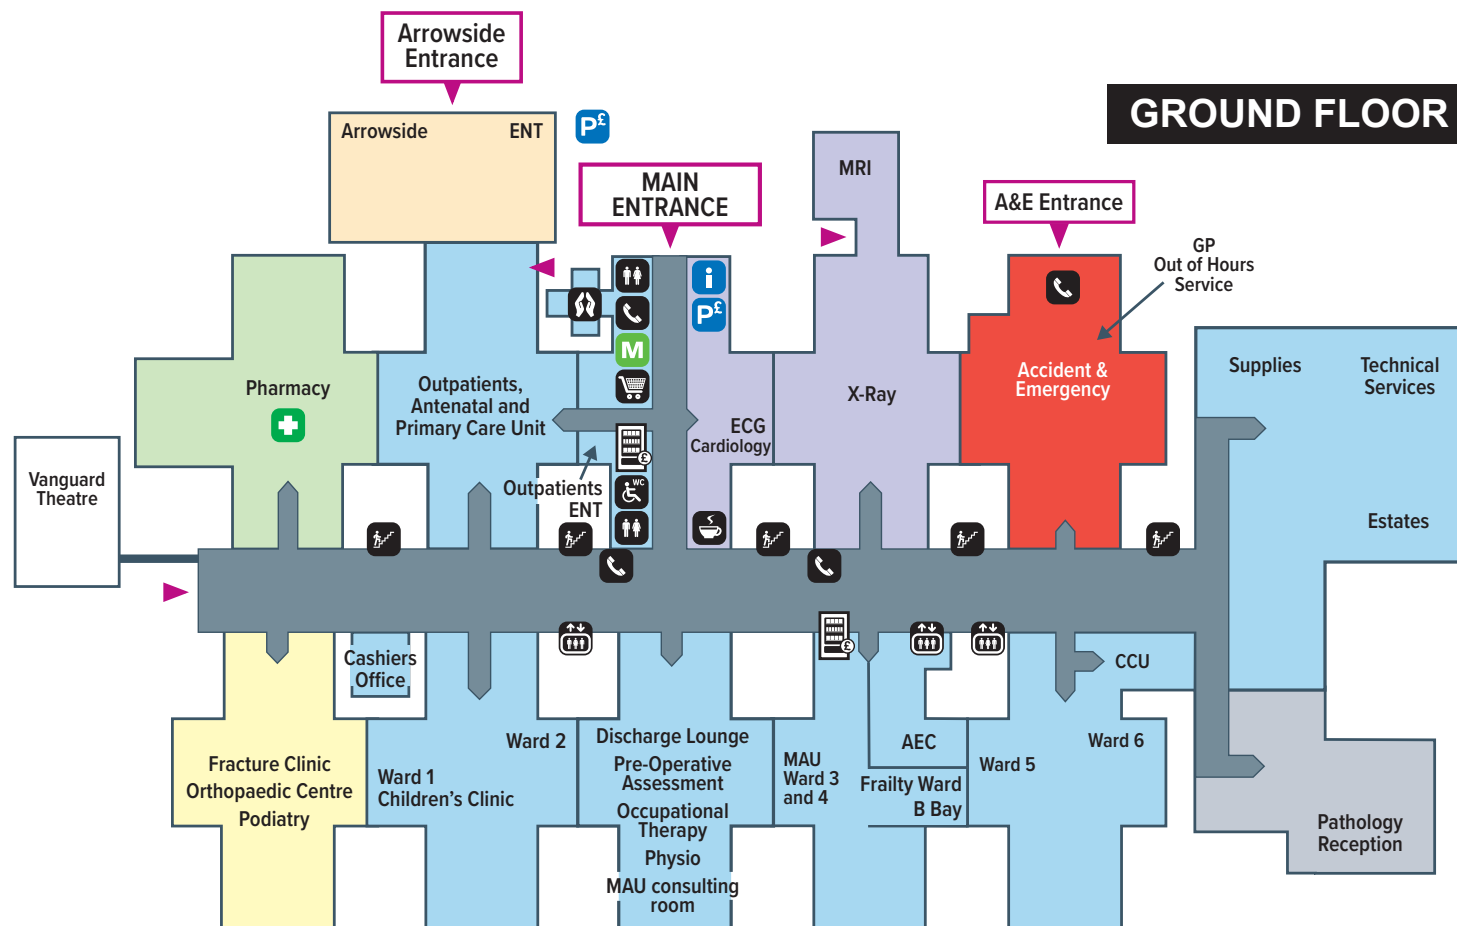 Arrowside
Entrance
GROUND FLOOR
Arrowside
ENT
P£
MAIN
ENTRANCE
MRI
A&E Entrance
GP
Out of Hours
Service
i
P£
M
Pharmacy
Outpatients,
Antenatal and
Primary Care Unit
ECG
Cardiology
X-Ray
Accident &
Emergency
Supplies
Technical
Services
Vanguard
Theatre
Outpatients
ENT
£
WC
Estates
Cashiers
Office
£
CCU
Fracture Clinic
Orthopaedic Centre
Podiatry
Ward 1
Children's Clinic
Ward 2
Discharge Lounge
Pre-Operative
Assessment
Occupational
Therapy
Physio
MAU consulting
room
MAU
Ward 3
and 4
AEC
Frailty Ward
B Bay
Ward 5
Ward 6
Pathology
Reception